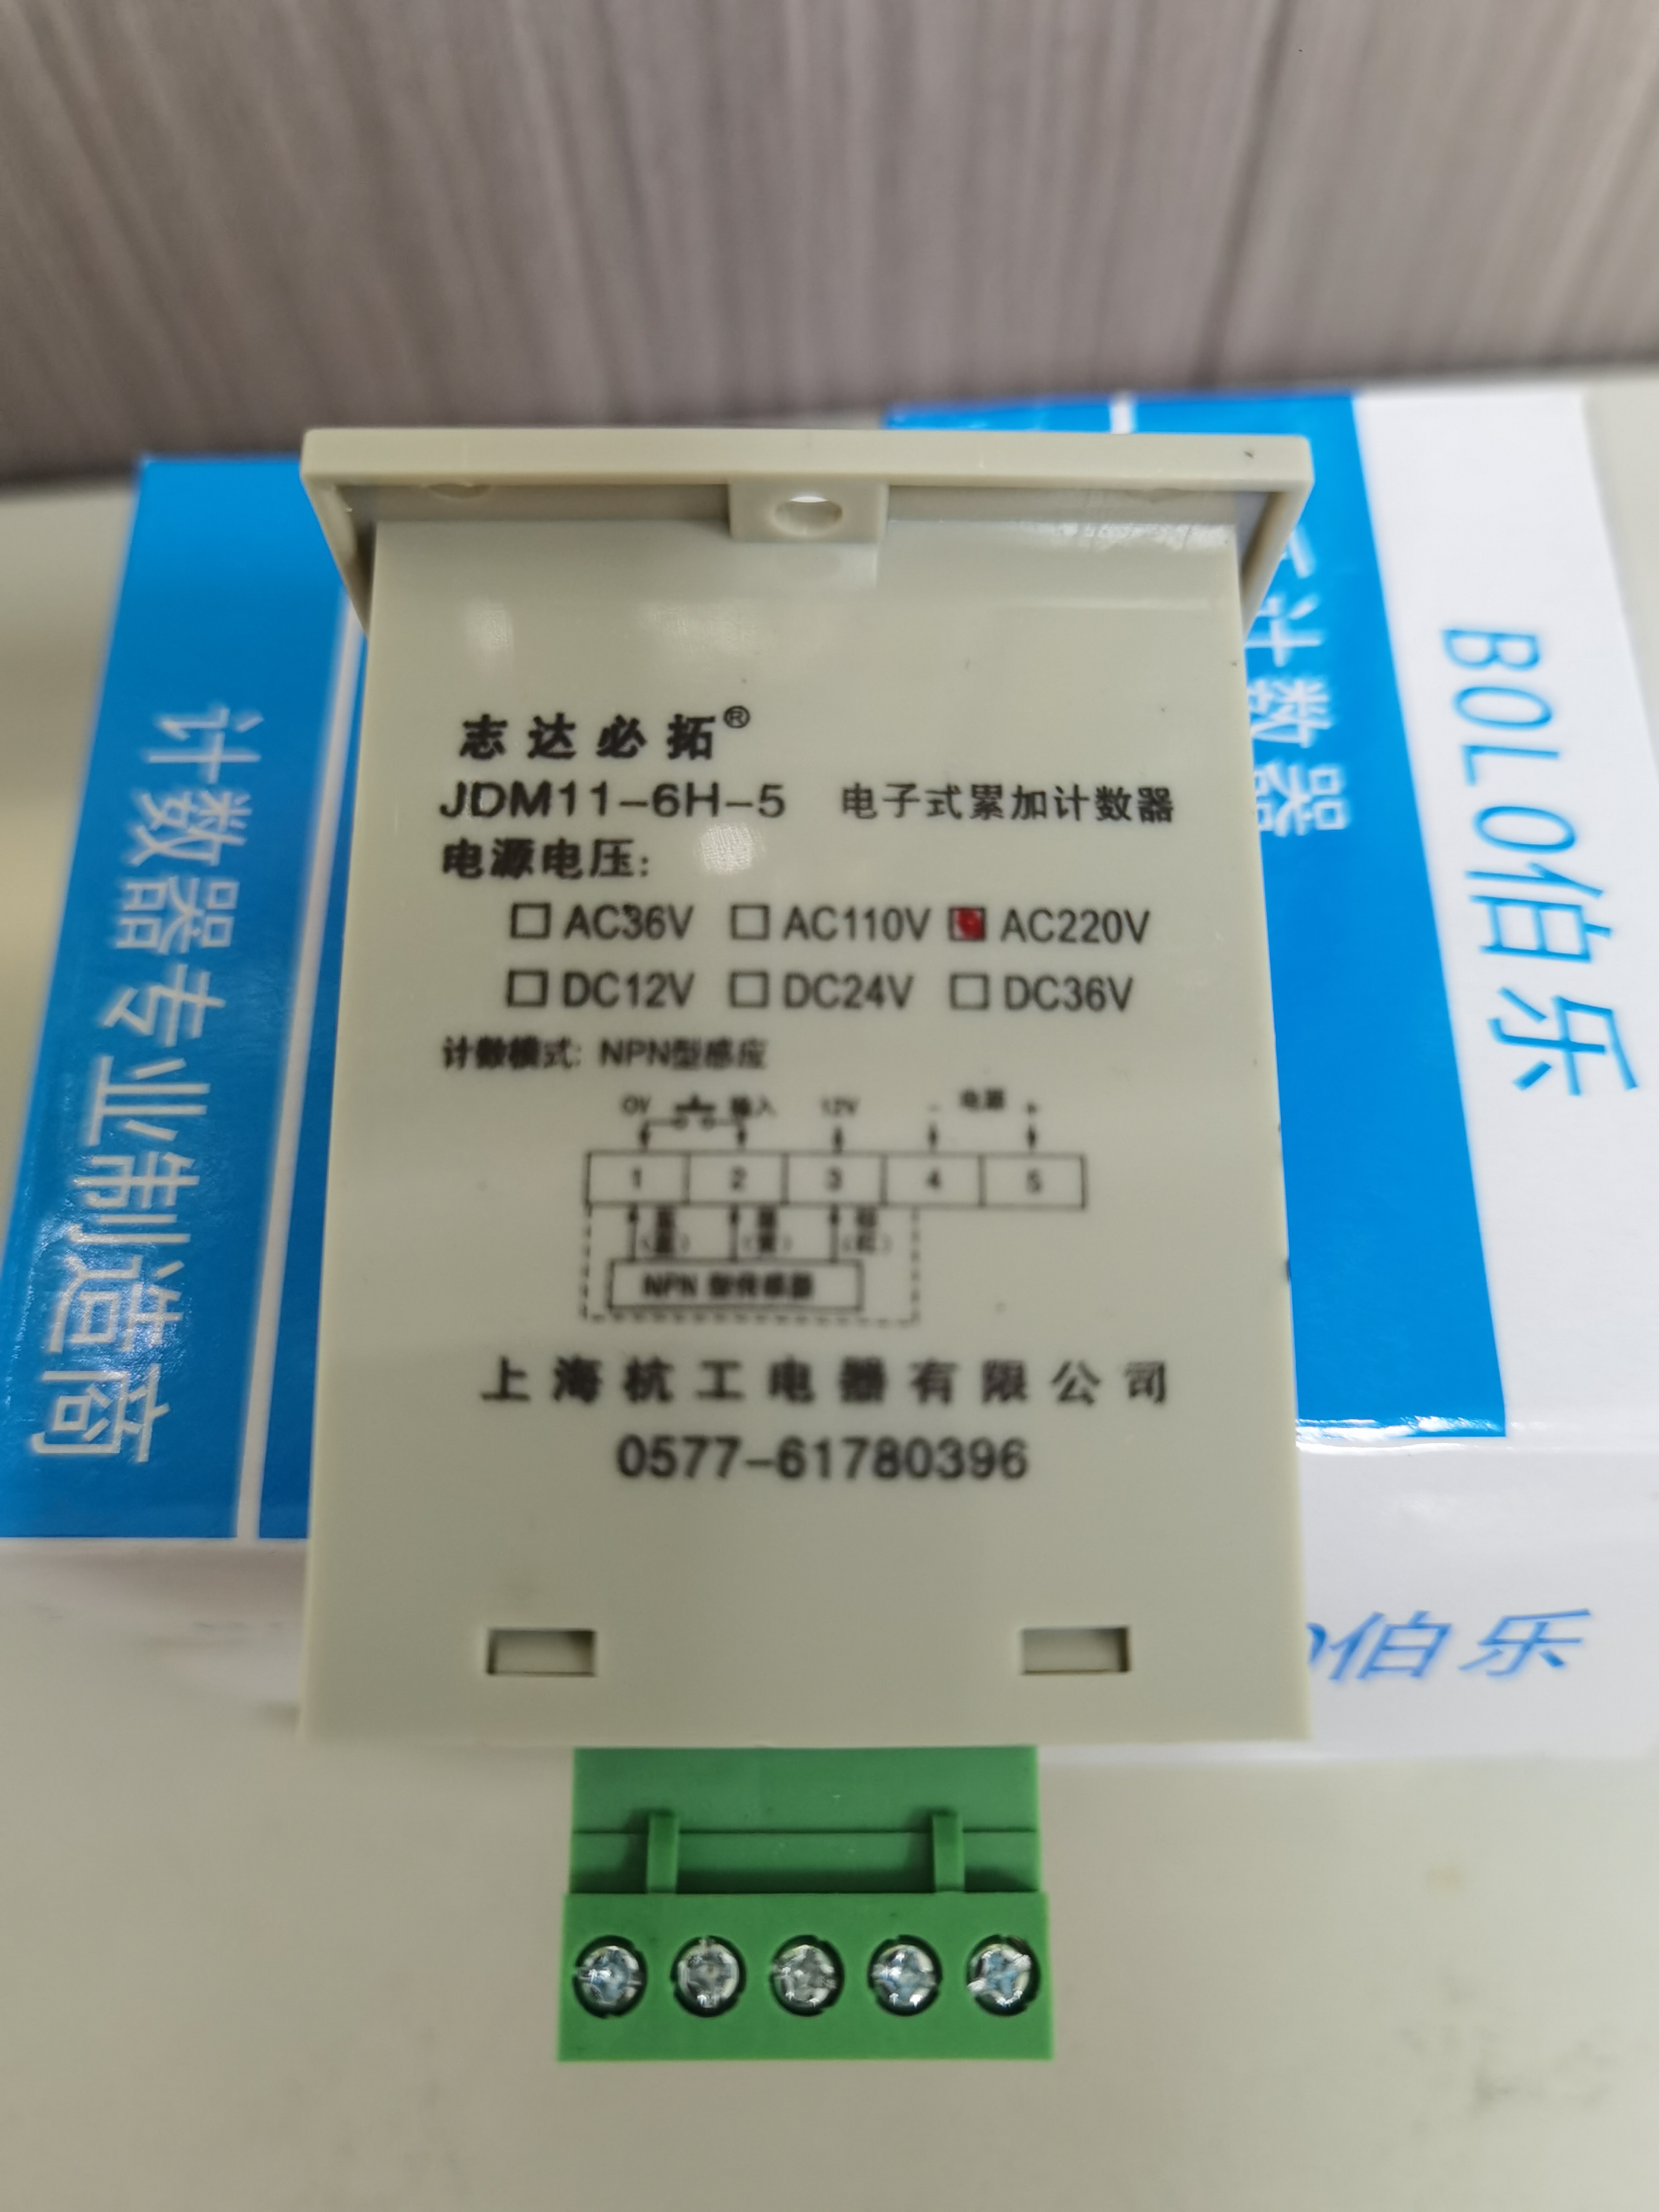 志达必拓®
JDM11-6H-5 电子式累加计数器
电源电压:
□ AC36V □ AC110V ■ AC220V
□ DC12V □ DC24V □ DC36V
计数模式: NPN型感应
0V 输入 12V - 电源 +
1 2 3 4 5
NPN 型传感器
上海杭工电器有限公司
0577-61780396
计数器专业制造商
计数器
BOLO伯乐
伯乐